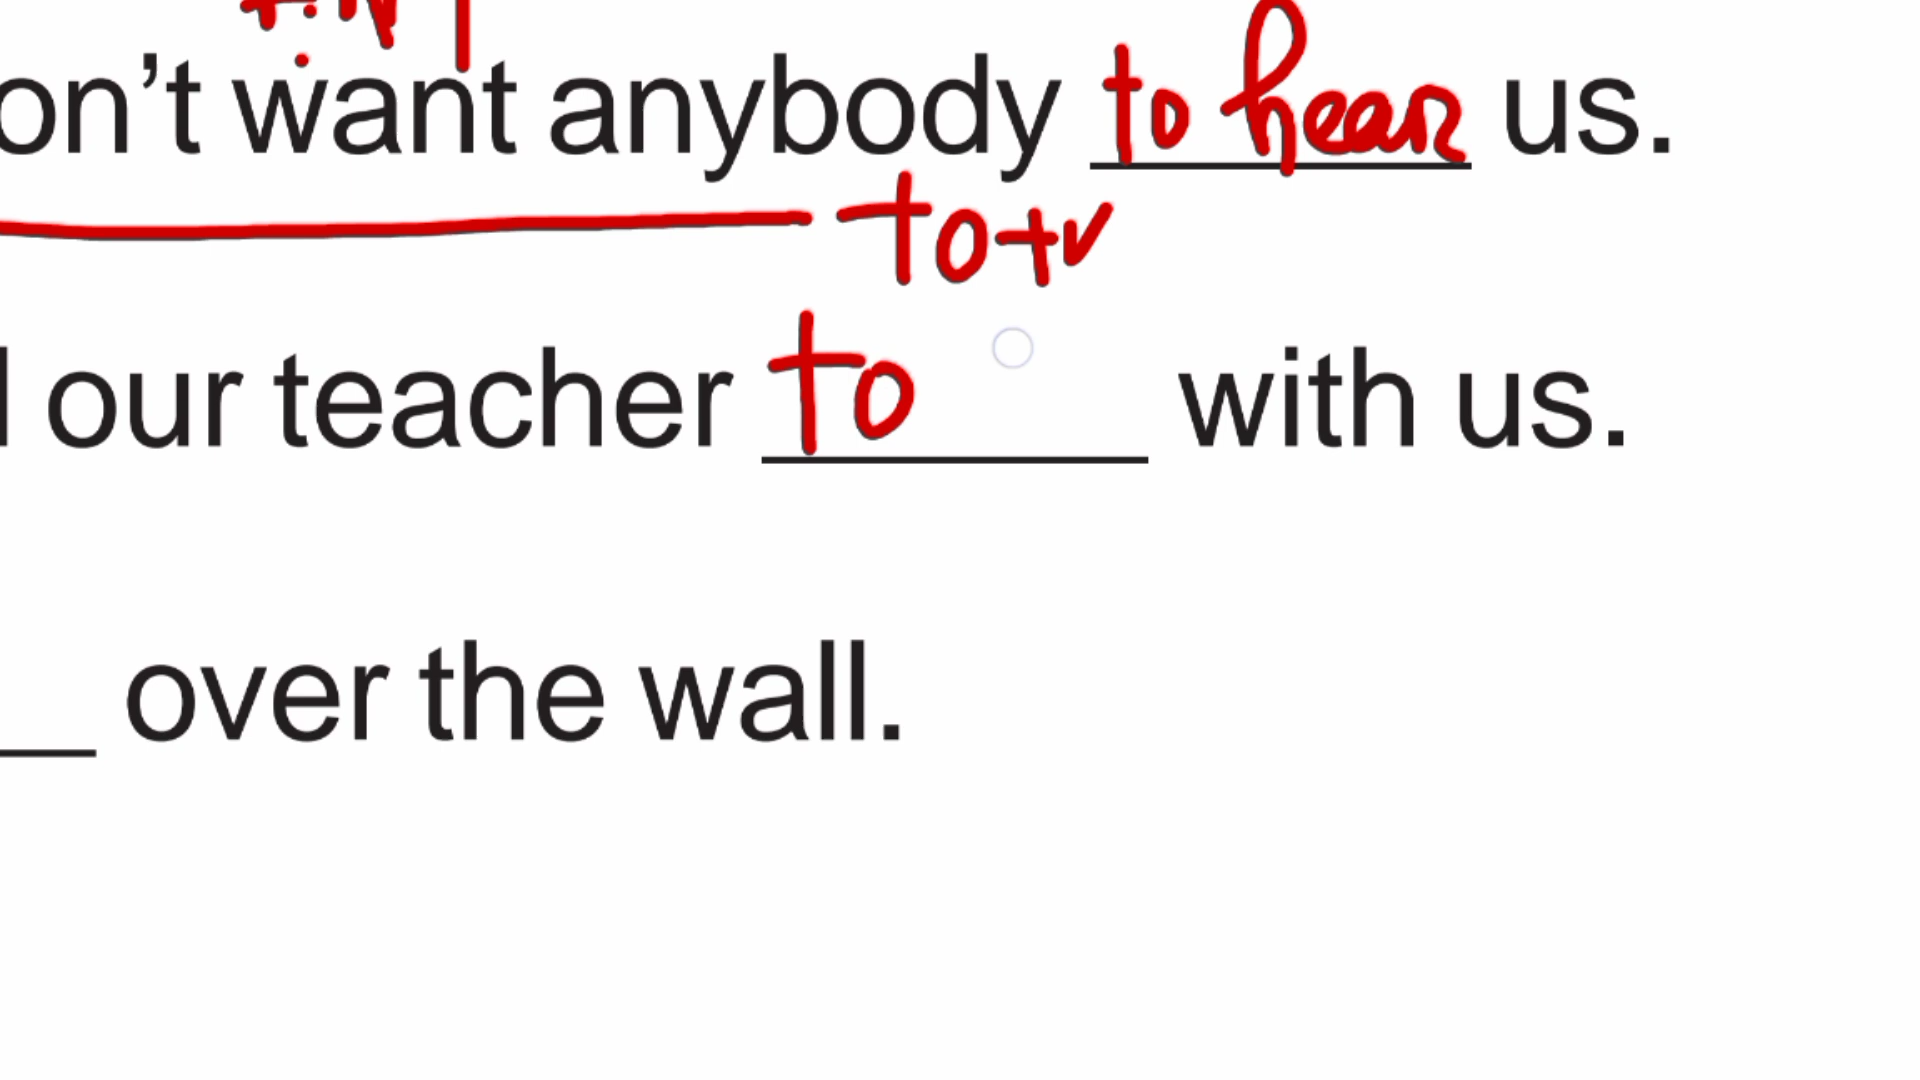 on’t want anybody to hear us.
to+v
our teacher to with us.
over the wall.